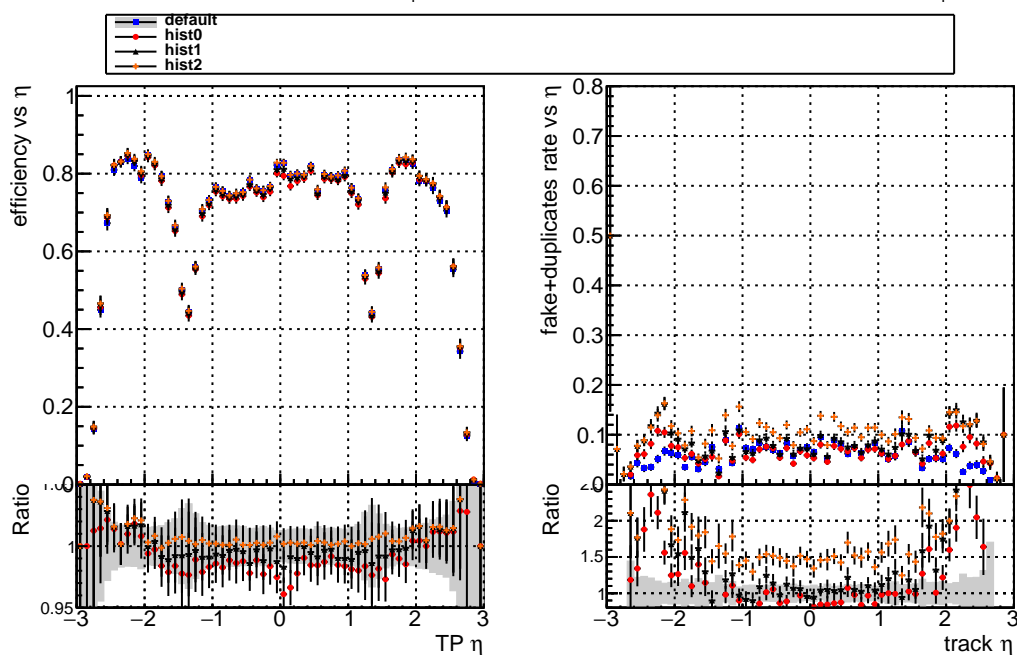 default
hist0
hist1
hist2
efficiency vs η
1
0.8
0.6
0.4
0.2
0
Ratio
1
0.95
−3 −2 −1 0 1 2 3
TP η
fake+duplicates rate vs η
0.8
0.7
0.6
0.5
0.4
0.3
0.2
0.1
0
Ratio
2
1.5
1
−3 −2 −1 0 1 2 3
track η